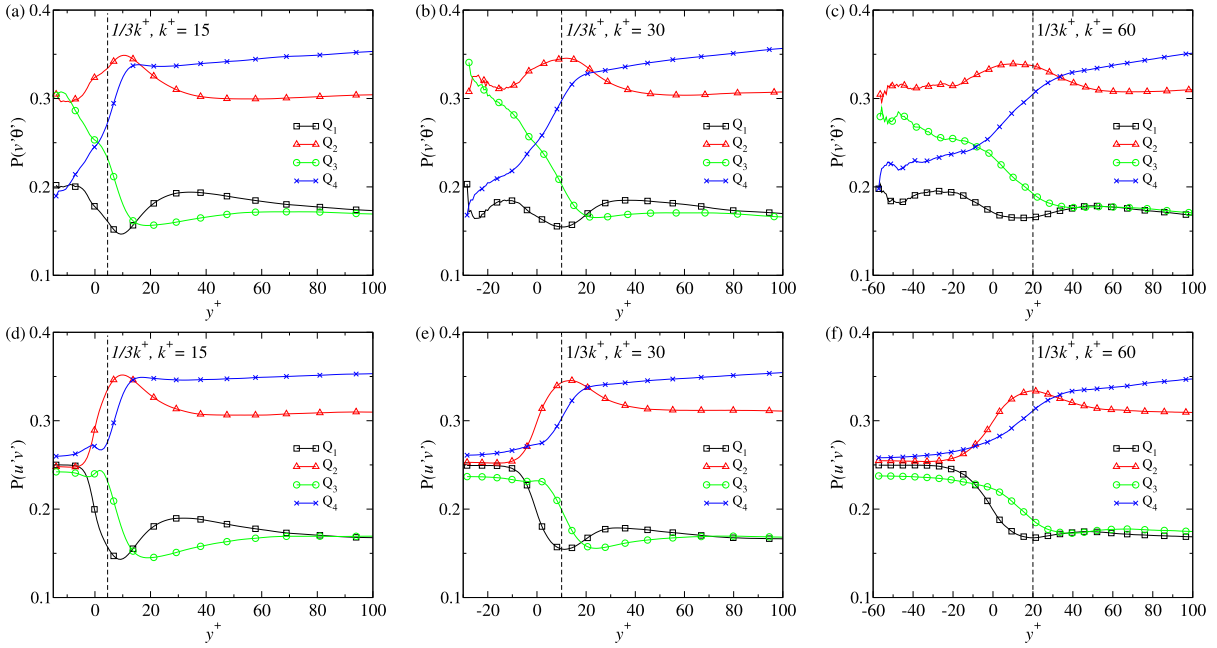 (a)
0.4
0.3
0.2
0.1
P(v'θ')
1/3k+, k+ = 15
Q1
Q2
Q3
Q4
0 20 40 60 80 100
y+
(b)
1/3k+, k+ = 30
Q1
Q2
Q3
Q4
0.4
0.3
0.2
0.1
P(v'θ')
-20 0 20 40 60 80 100
y+
(c)
1/3k+, k+ = 60
Q1
Q2
Q3
Q4
0.4
0.3
0.2
0.1
P(v'θ')
-60 -40 -20 0 20 40 60 80 100
y+
(d)
1/3k+, k+ = 15
Q1
Q2
Q3
Q4
0.4
0.3
0.2
0.1
P(u'v')
0 20 40 60 80 100
y+
(e)
1/3k+, k+ = 30
Q1
Q2
Q3
Q4
0.4
0.3
0.2
0.1
P(u'v')
-20 0 20 40 60 80 100
y+
(f)
1/3k+, k+ = 60
Q1
Q2
Q3
Q4
0.4
0.3
0.2
0.1
P(u'v')
-60 -40 -20 0 20 40 60 80 100
y+